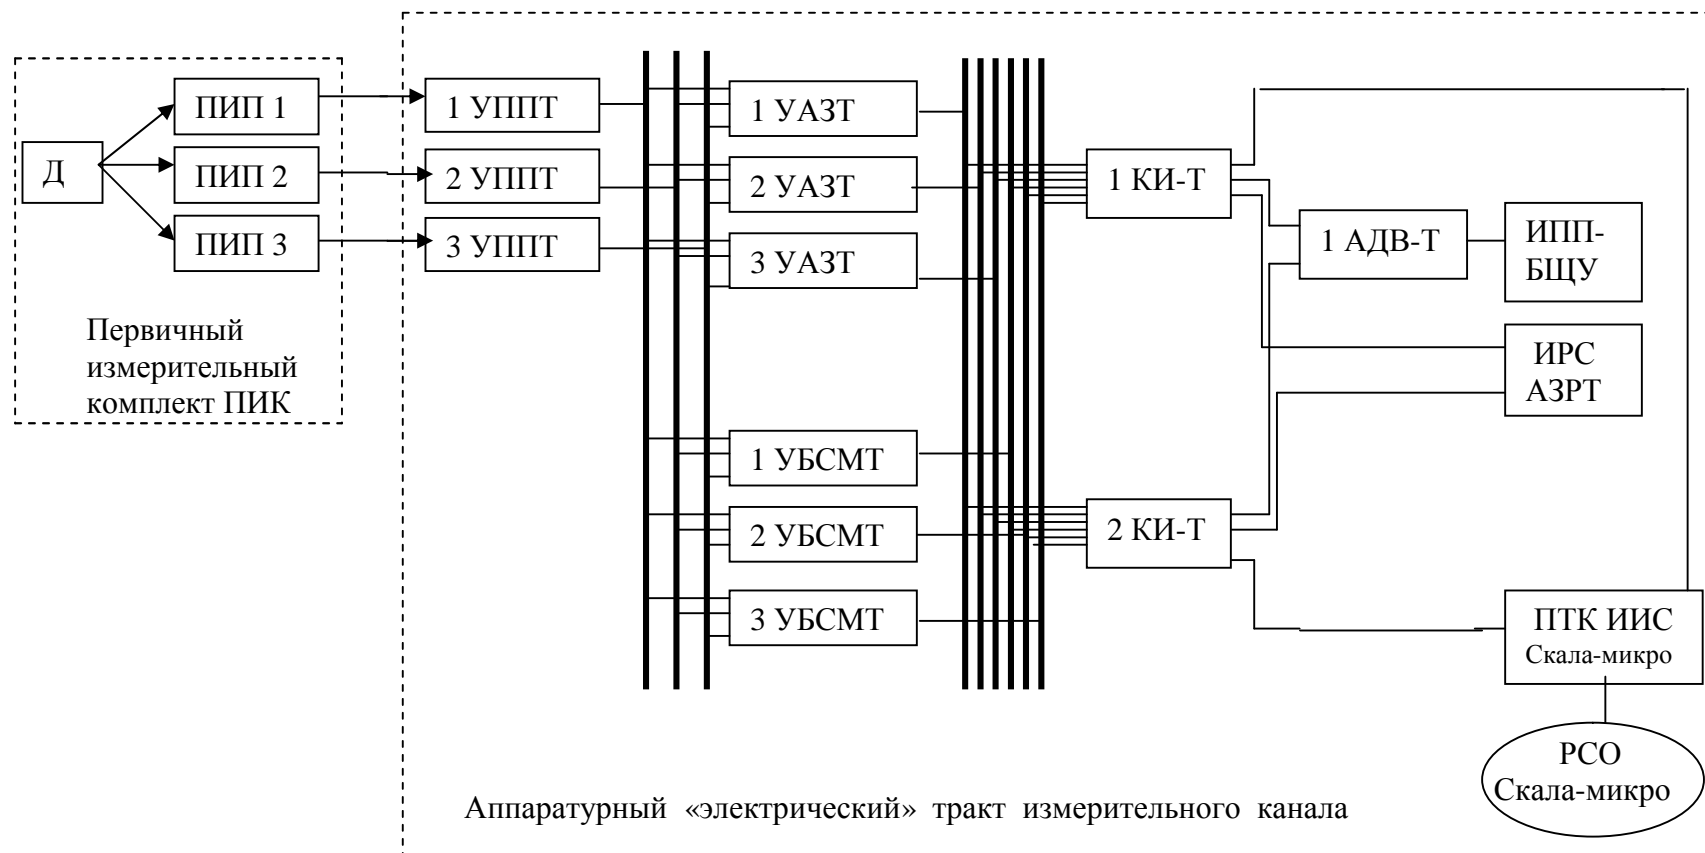 Д
ПИП 1
ПИП 2
ПИП 3
Первичный
измерительный
комплект ПИК
1 УППТ
2 УППТ
3 УППТ
1 УАЗТ
2 УАЗТ
3 УАЗТ
1 УБСМТ
2 УБСМТ
3 УБСМТ
1 КИ-Т
2 КИ-Т
1 АДВ-Т
ИПП-
БЩУ
ИРС
АЗРТ
ПТК ИИС
Скала-микро
РСО
Скала-микро
Аппаратурный «электрический» тракт измерительного канала